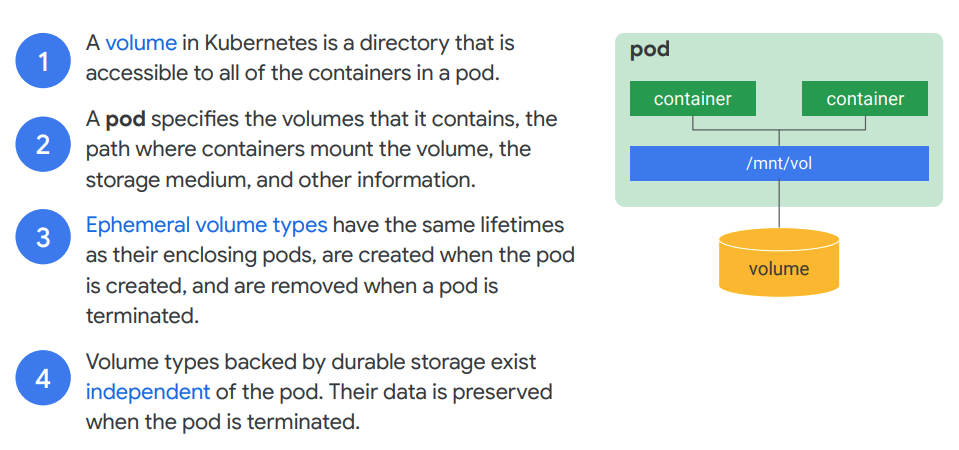 1
A volume in Kubernetes is a directory that is
accessible to all of the containers in a pod.
2
A pod specifies the volumes that it contains, the
path where containers mount the volume, the
storage medium, and other information.
3
Ephemeral volume types have the same lifetimes
as their enclosing pods, are created when the pod
is created, and are removed when a pod is
terminated.
4
Volume types backed by durable storage exist
independent of the pod. Their data is preserved
when the pod is terminated.
pod
container
container
/mnt/vol
volume